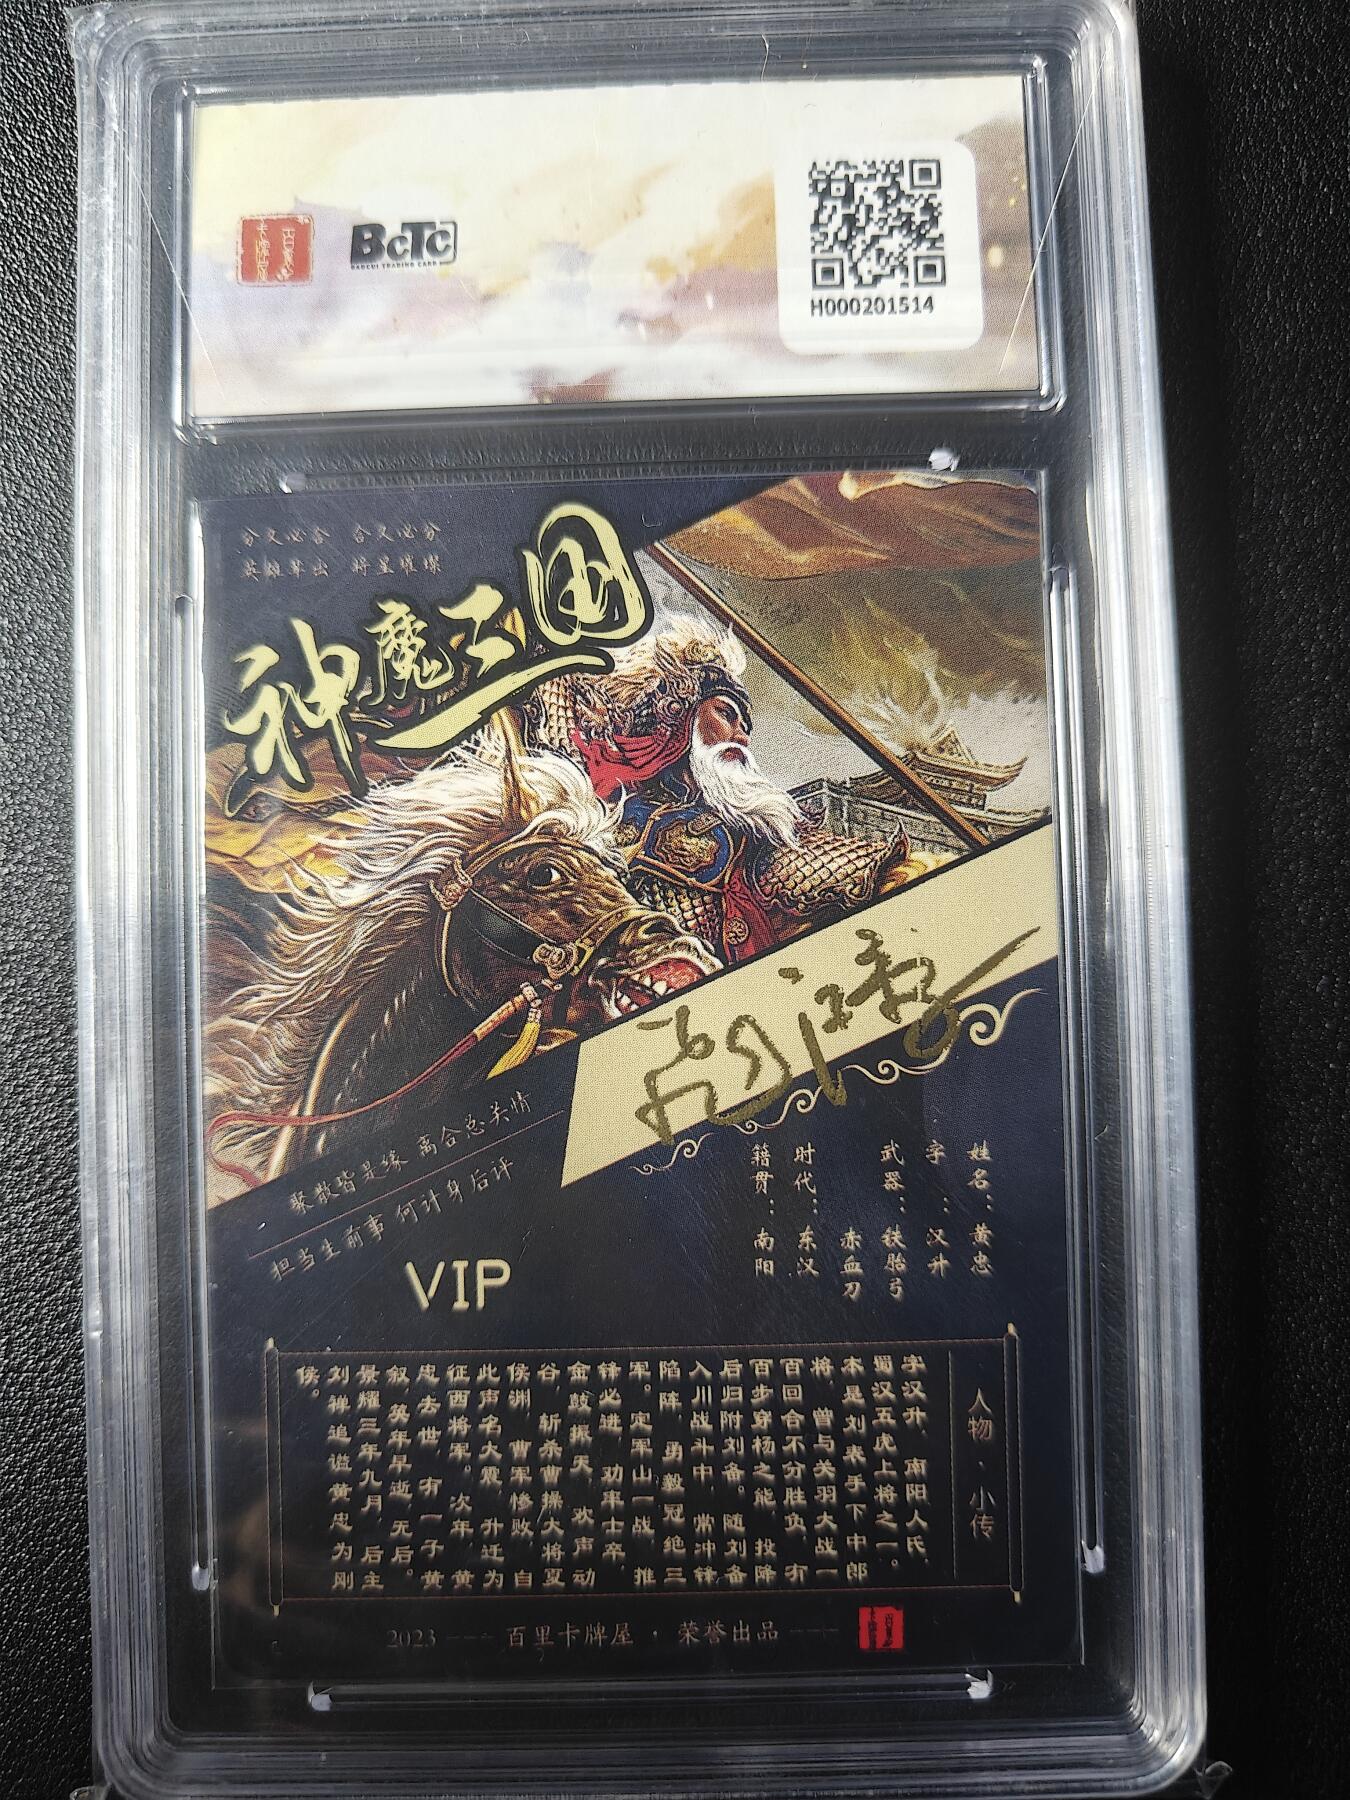 百里
卡牌屋
BCTC
BAECUI TRADING CARD
H000201514
分久必合 合久必分
英雄辈出 将星璀璨
神魔三国
聚散皆是缘 离合总关情
担当生前事 何计身后评
VIP
姓名：黄忠
字：汉升
武器：铁胎弓
赤血刀
时代：东汉
籍贯：南阳
人物·小传
字汉升，南阳人氏，
蜀汉五虎上将之一。
本是刘表手下中郎
将，曾与关羽大战一
百回合不分胜负，有
百步穿杨之能，投降
后归附刘备。随刘备
入川战斗中，常冲锋
陷阵，勇毅冠绝三
军。定军山一战，推
锋必进，劝率士卒，
金鼓振天，欢声动
谷，斩杀曹操大将夏
侯渊，曹军惨败，自
此声名大震，升迁为
征西将军。次年，黄
忠去世，有一子黄
叙，英年早逝，无后。
景耀三年九月，后主
刘禅追谥黄忠为刚
侯。
2023 --- 百里卡牌屋 · 荣誉出品 ---